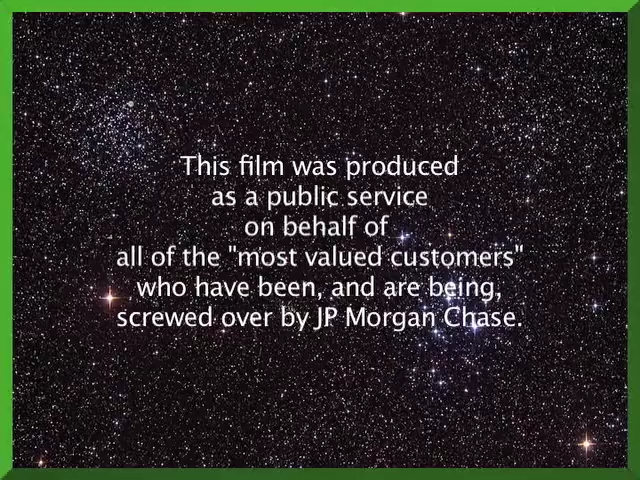 This film was produced
as a public service
on behalf of
all of the "most valued customers"
who have been, and are being,
screwed over by JP Morgan Chase.